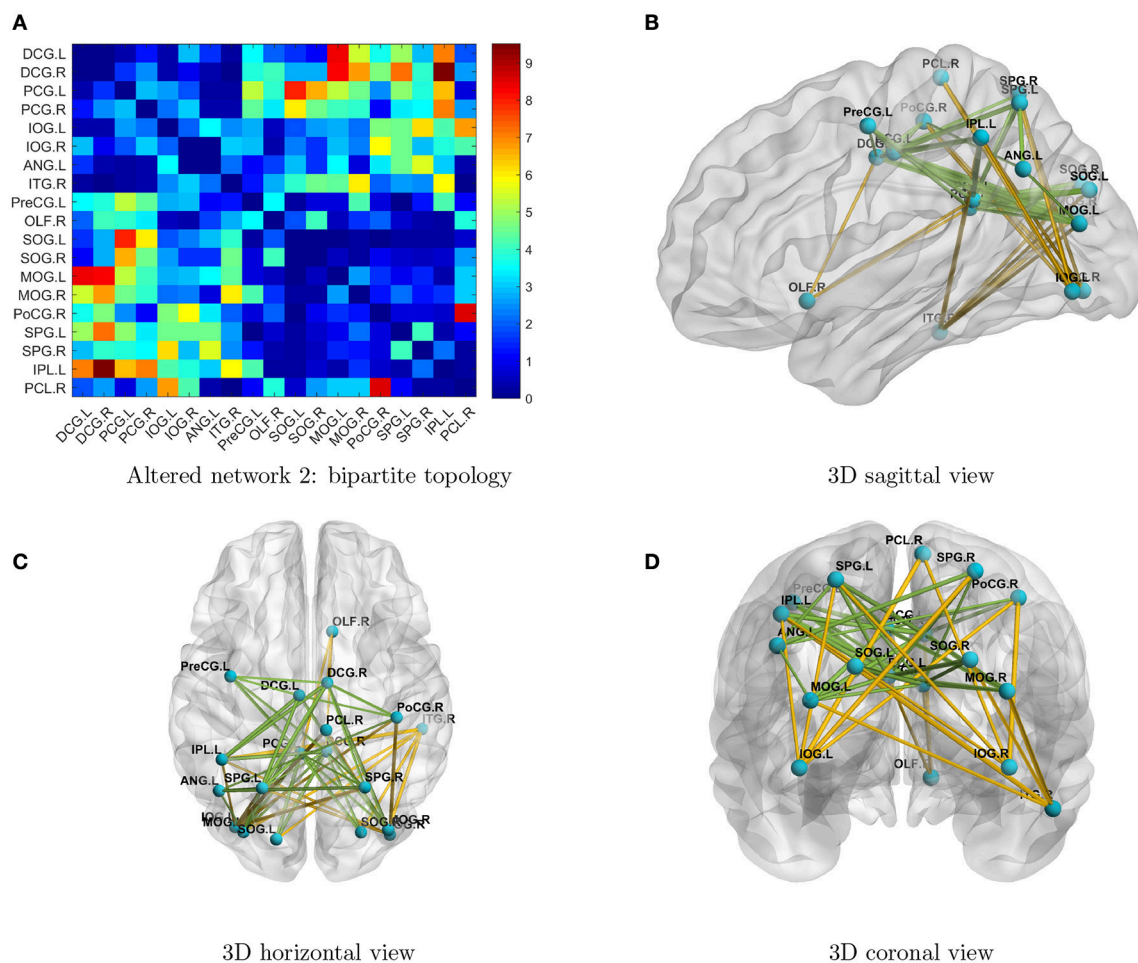 A
DCG.L
DCG.R
PCG.L
PCG.R
IOG.L
IOG.R
ANG.L
ITG.R
PreCG.L
OLF.R
SOG.L
SOG.R
MOG.L
MOG.R
PoCG.R
SPG.L
SPG.R
IPL.L
PCL.R
9
8
7
6
5
4
3
2
1
0
DCG.L DCG.R PCG.L PCG.R IOG.L IOG.R ANG.L ITG.R PreCG.L OLF.R SOG.L SOG.R MOG.L MOG.R PoCG.R SPG.L SPG.R IPL.L PCL.R
Altered network 2: bipartite topology
B
PCL.R
SPG.R
SPG.L
PreCG.L
PoCG.R
IPL.L
ANG.L
SOG.R
SOG.L
MOG.L
OLF.R
IOG.L
ITG.R
3D sagittal view
C
OLF.R
PreCG.L
DCG.R
DCG.L
PoCG.R
ITG.R
PCL.R
IPL.L
ANG.L
SPG.L
SPG.R
SOG.L
IOG.R
3D horizontal view
D
PCL.R
SPG.L
SPG.R
PoCG.R
IPL.L
SOG.L
SOG.R
MOG.R
MOG.L
IOG.L
IOG.R
3D coronal view